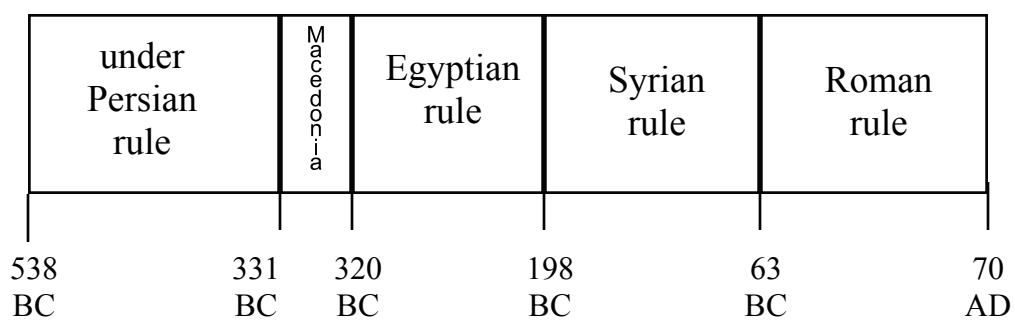 under
Persian
rule
Macedonia
Egyptian
rule
Syrian
rule
Roman
rule
538
BC
331
BC
320
BC
198
BC
63
BC
70
AD